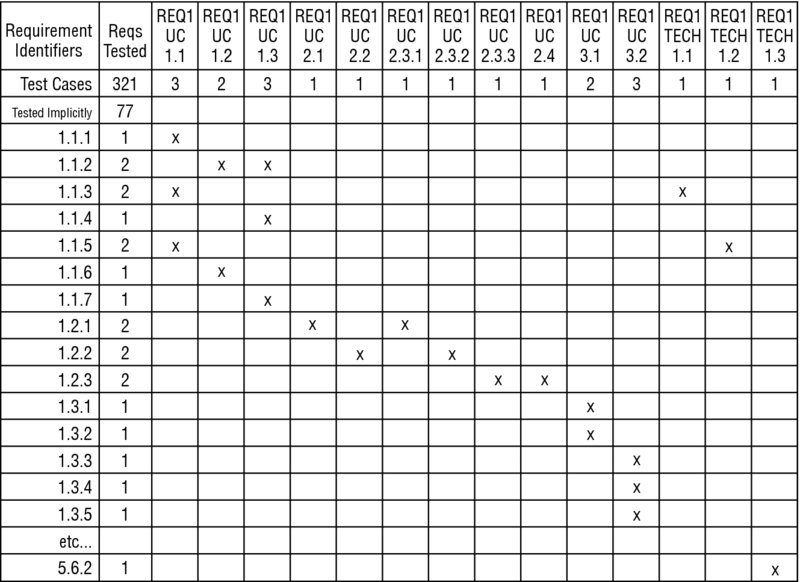 Requirement Identifiers Reqs Tested REQ1 UC 1.1 REQ1 UC 1.2 REQ1 UC 1.3 REQ1 UC 2.1 REQ1 UC 2.2 REQ1 UC 2.3.1 REQ1 UC 2.3.2 REQ1 UC 2.3.3 REQ1 UC 2.4 REQ1 UC 3.1 REQ1 UC 3.2 REQ1 TECH 1.1 REQ1 TECH 1.2 REQ1 TECH 1.3
Test Cases 321 3 2 3 1 1 1 1 1 1 2 3 1 1 1
Tested Implicitly 77
1.1.1 1 x
1.1.2 2 x x
1.1.3 2 x x
1.1.4 1 x
1.1.5 2 x x
1.1.6 1 x
1.1.7 1 x
1.2.1 2 x x
1.2.2 2 x x
1.2.3 2 x x
1.3.1 1 x
1.3.2 1 x
1.3.3 1 x
1.3.4 1 x
1.3.5 1 x
etc...
5.6.2 1 x